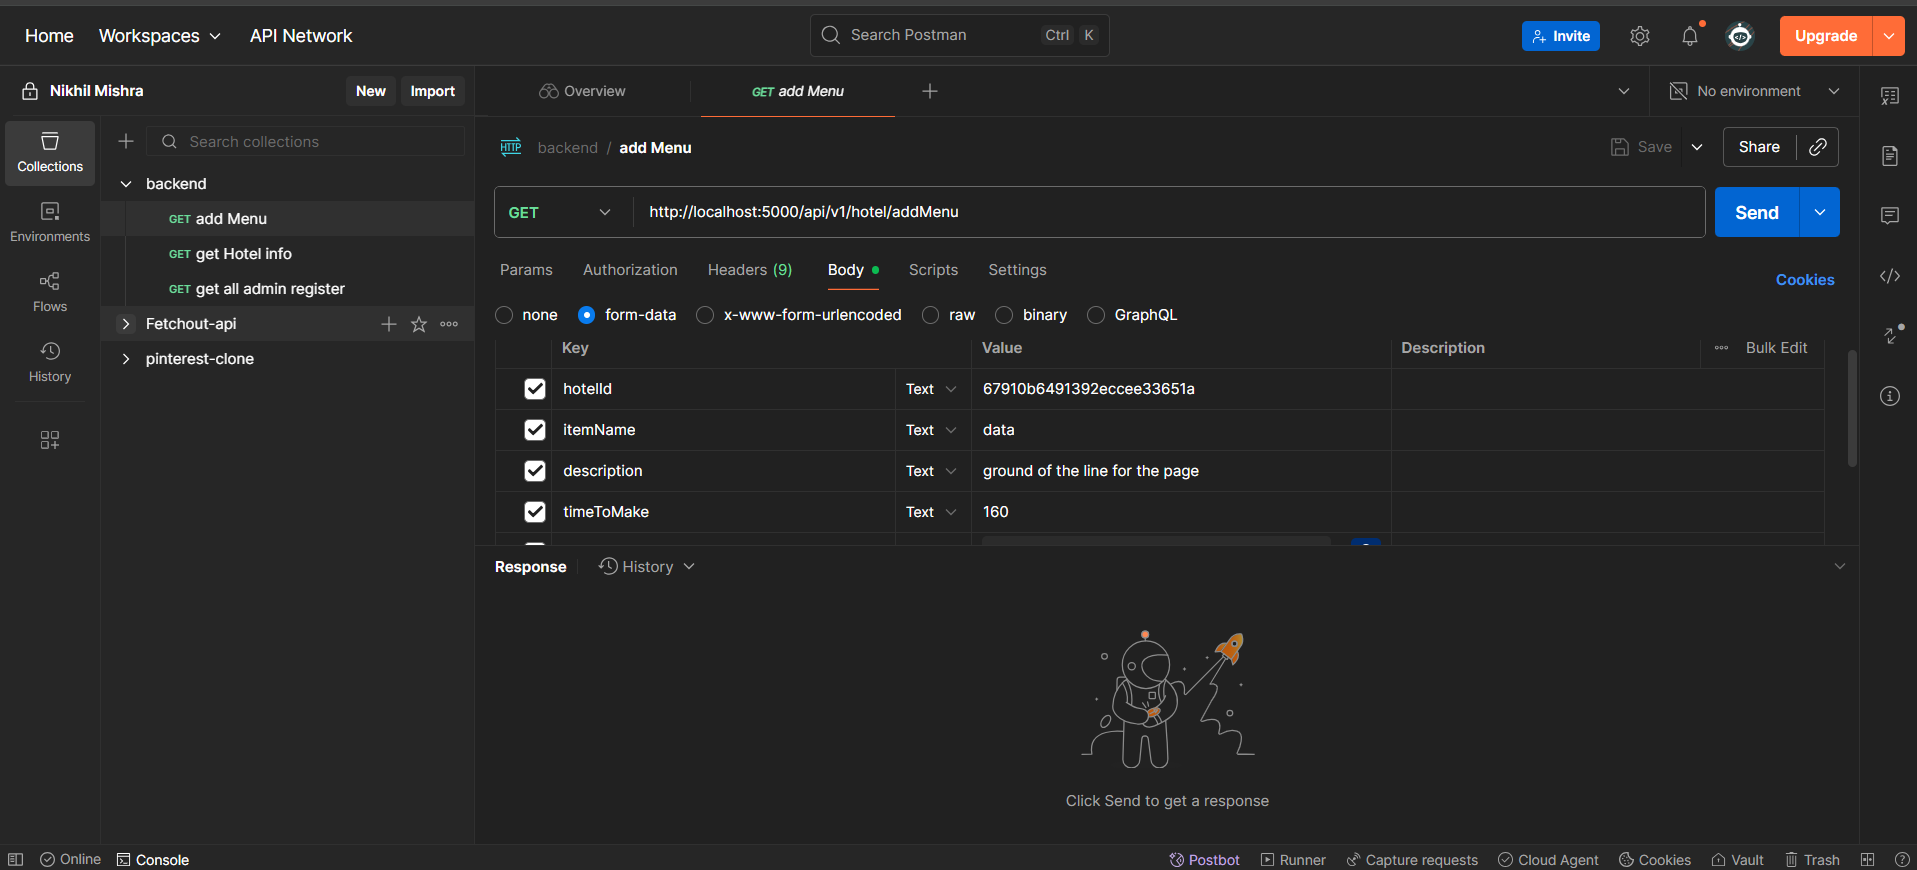 Home Workspaces API Network Search Postman Ctrl K Invite Upgrade
Nikhil Mishra New Import Overview GET add Menu No environment
Collections Search collections HTTP backend / add Menu Save Share
backend
GET add Menu GET http://localhost:5000/api/v1/hotel/addMenu Send
Environments
GET get Hotel info
Params Authorization Headers (9) Body Scripts Settings Cookies
GET get all admin register
Flows
Fetchout-api none form-data x-www-form-urlencoded raw binary GraphQL
Key Value Description Bulk Edit
pinterest-clone
History
hotelId Text 67910b6491392eccee33651a
itemName Text data
description Text ground of the line for the page
timeToMake Text 160
Response History
Click Send to get a response
Online Console Postbot Runner Capture requests Cloud Agent Cookies Vault Trash